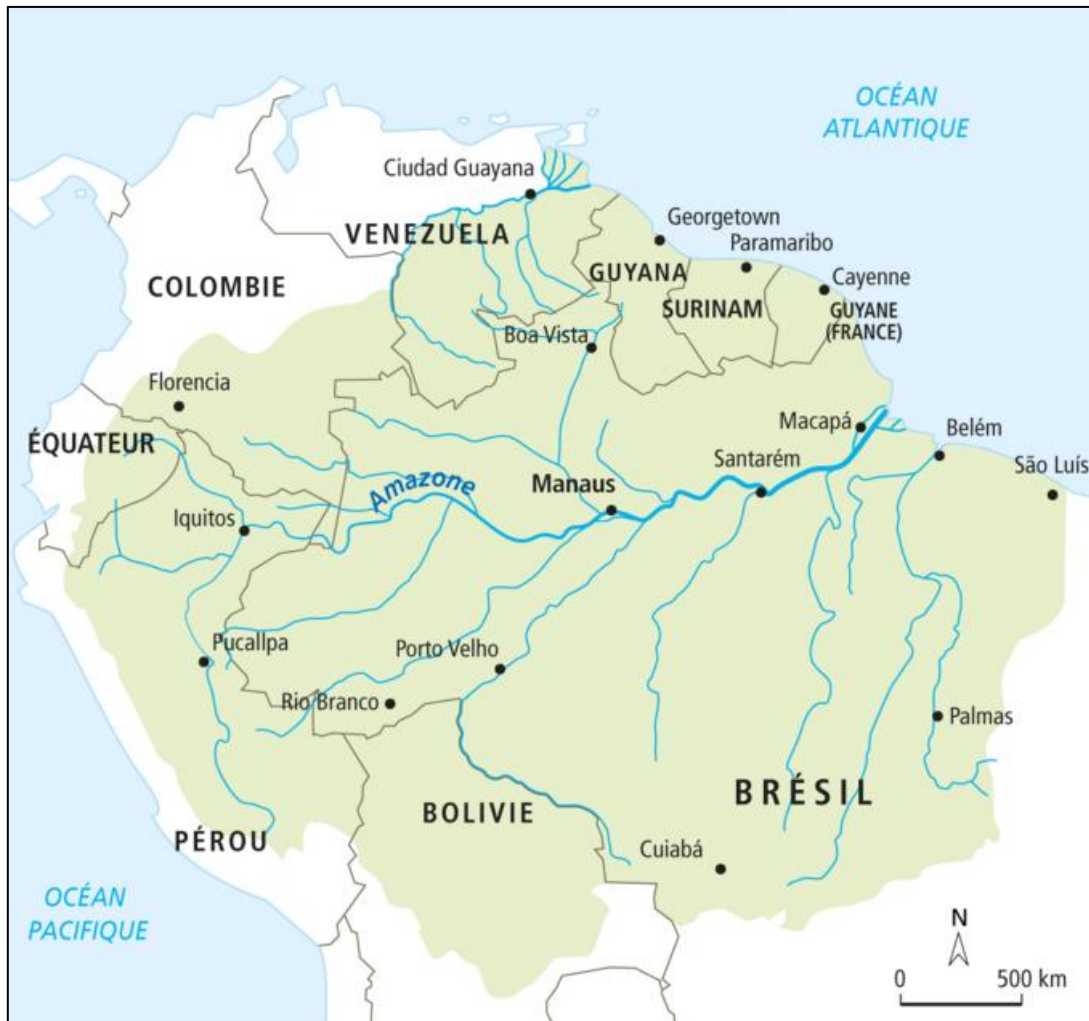 OCÉAN
ATLANTIQUE
Ciudad Guayana
VENEZUELA
Georgetown
Paramaribo
GUYANA
Cayenne
COLOMBIE
SURINAM
GUYANE
(FRANCE)
Boa Vista
Florencia
Macapá
Belém
ÉQUATEUR
Santarém
São Luís
Amazone
Manaus
Iquitos
Pucallpa
Porto Velho
Rio Branco
Palmas
BRÉSIL
BOLIVIE
PÉROU
Cuiabá
OCÉAN
PACIFIQUE
N
0 500 km